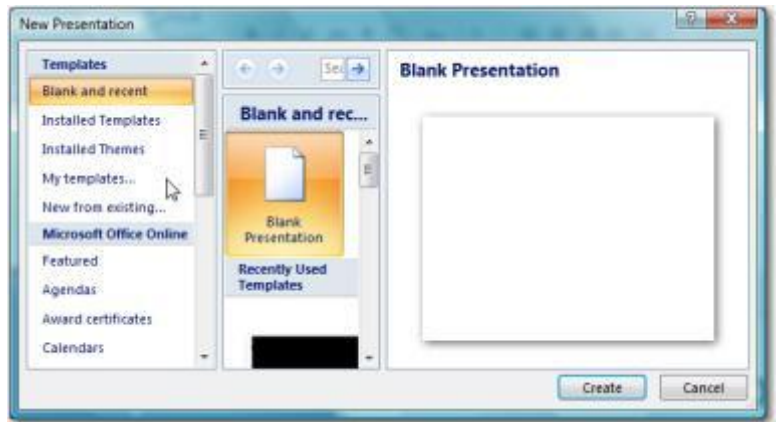 New Presentation
Templates
Blank and recent
Installed Templates
Installed Themes
My templates...
New from existing...
Microsoft Office Online
Featured
Agendas
Award certificates
Calendars
Blank and rec...
Blank
Presentation
Recently Used
Templates
Blank Presentation
Create
Cancel